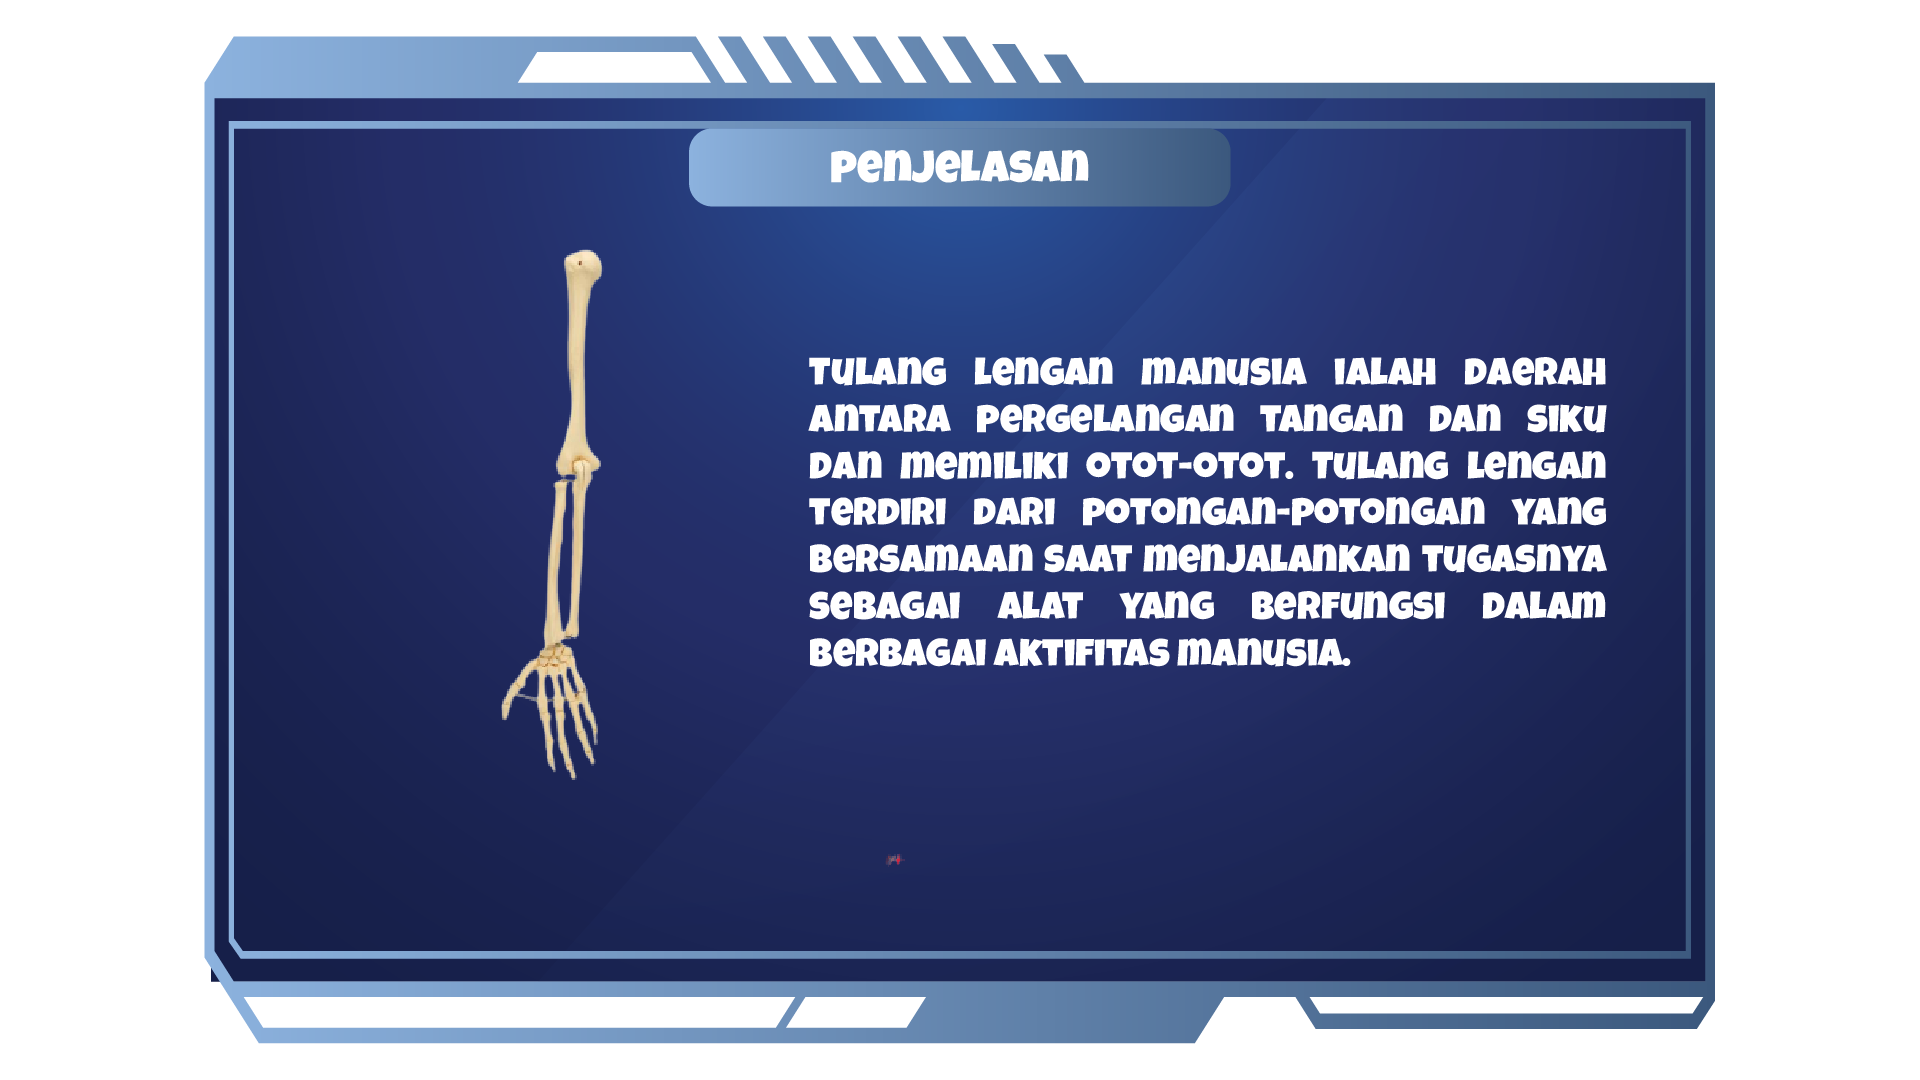 PENJELASAN
TULANG LENGAN MANUSIA IALAH DAERAH
ANTARA PERGELANGAN TANGAN DAN SIKU
DAN MEMILIKI OTOT-OTOT. TULANG LENGAN
TERDIRI DARI POTONGAN-POTONGAN YANG
BERSAMAAN SAAT MENJALANKAN TUGASNYA
SEBAGAI ALAT YANG BERFUNGSI DALAM
BERBAGAI AKTIFITAS MANUSIA.